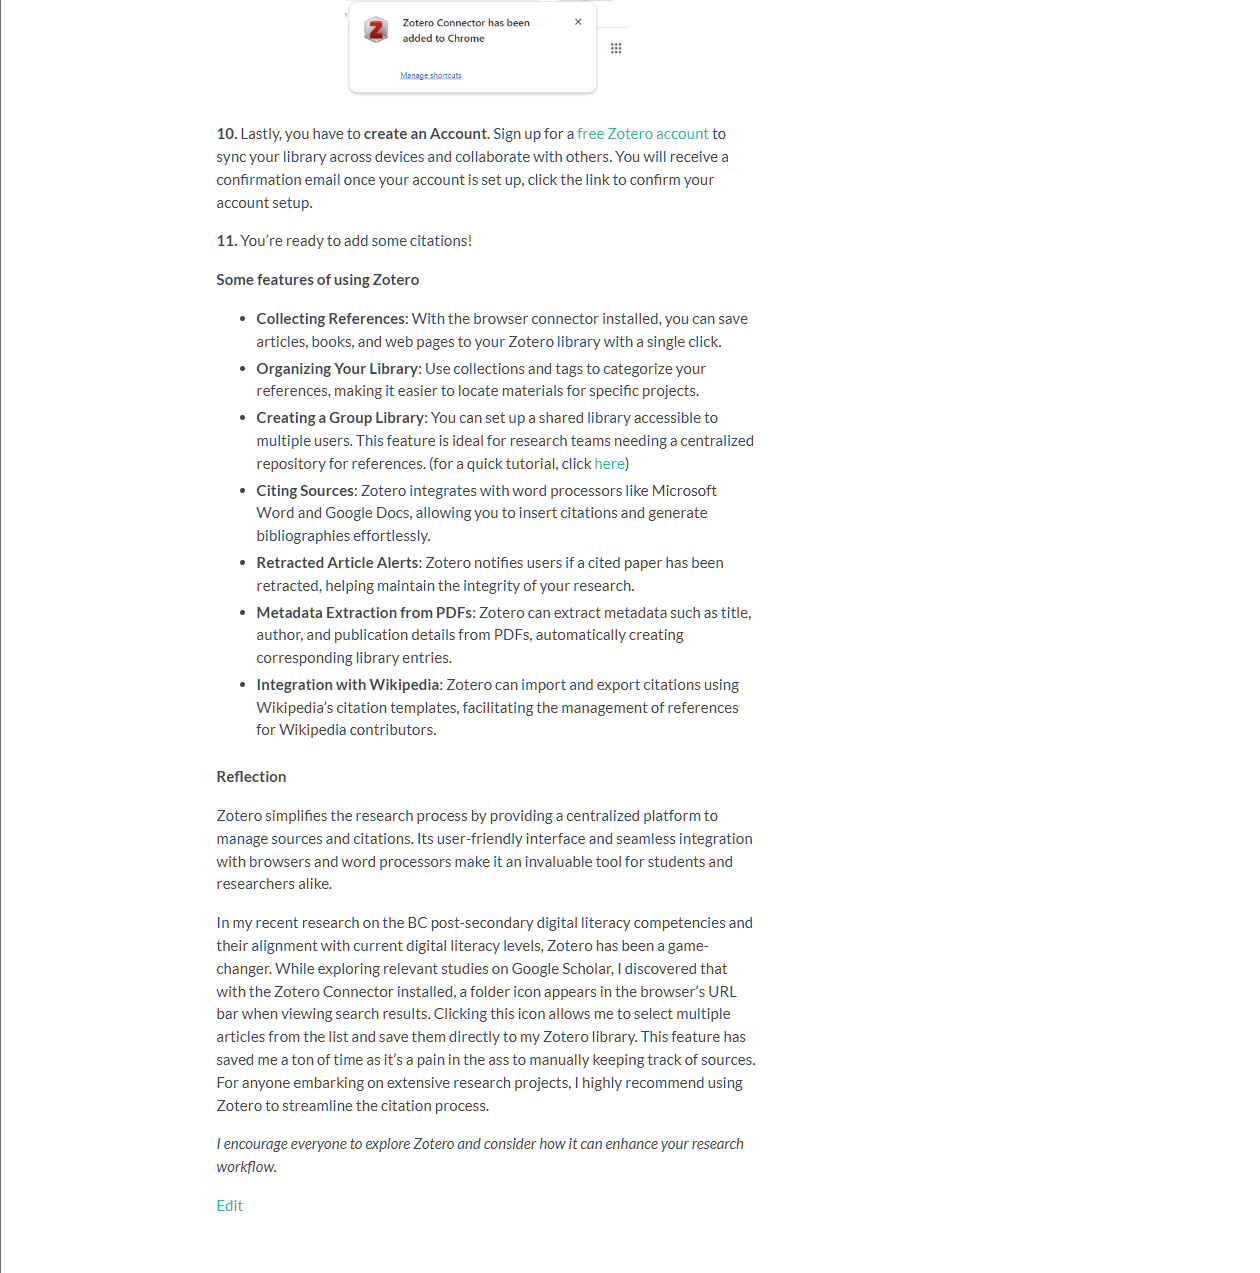 Zotero Connector has been
added to Chrome
Manage shortcuts
10. Lastly, you have to create an Account. Sign up for a free Zotero account to
sync your library across devices and collaborate with others. You will receive a
confirmation email once your account is set up, click the link to confirm your
account setup.
11. You're ready to add some citations!
Some features of using Zotero
• Collecting References: With the browser connector installed, you can save
articles, books, and web pages to your Zotero library with a single click.
• Organizing Your Library: Use collections and tags to categorize your
references, making it easier to locate materials for specific projects.
• Creating a Group Library: You can set up a shared library accessible to
multiple users. This feature is ideal for research teams needing a centralized
repository for references. (for a quick tutorial, click here)
• Citing Sources: Zotero integrates with word processors like Microsoft
Word and Google Docs, allowing you to insert citations and generate
bibliographies effortlessly.
• Retracted Article Alerts: Zotero notifies users if a cited paper has been
retracted, helping maintain the integrity of your research.
• Metadata Extraction from PDFs: Zotero can extract metadata such as title,
author, and publication details from PDFs, automatically creating
corresponding library entries.
• Integration with Wikipedia: Zotero can import and export citations using
Wikipedia's citation templates, facilitating the management of references
for Wikipedia contributors.
Reflection
Zotero simplifies the research process by providing a centralized platform to
manage sources and citations. Its user-friendly interface and seamless integration
with browsers and word processors make it an invaluable tool for students and
researchers alike.
In my recent research on the BC post-secondary digital literacy competencies and
their alignment with current digital literacy levels, Zotero has been a game-
changer. While exploring relevant studies on Google Scholar, I discovered that
with the Zotero Connector installed, a folder icon appears in the browser's URL
bar when viewing search results. Clicking this icon allows me to select multiple
articles from the list and save them directly to my Zotero library. This feature has
saved me a ton of time as it's a pain in the ass to manually keeping track of sources.
For anyone embarking on extensive research projects, I highly recommend using
Zotero to streamline the citation process.
I encourage everyone to explore Zotero and consider how it can enhance your research
workflow.
Edit